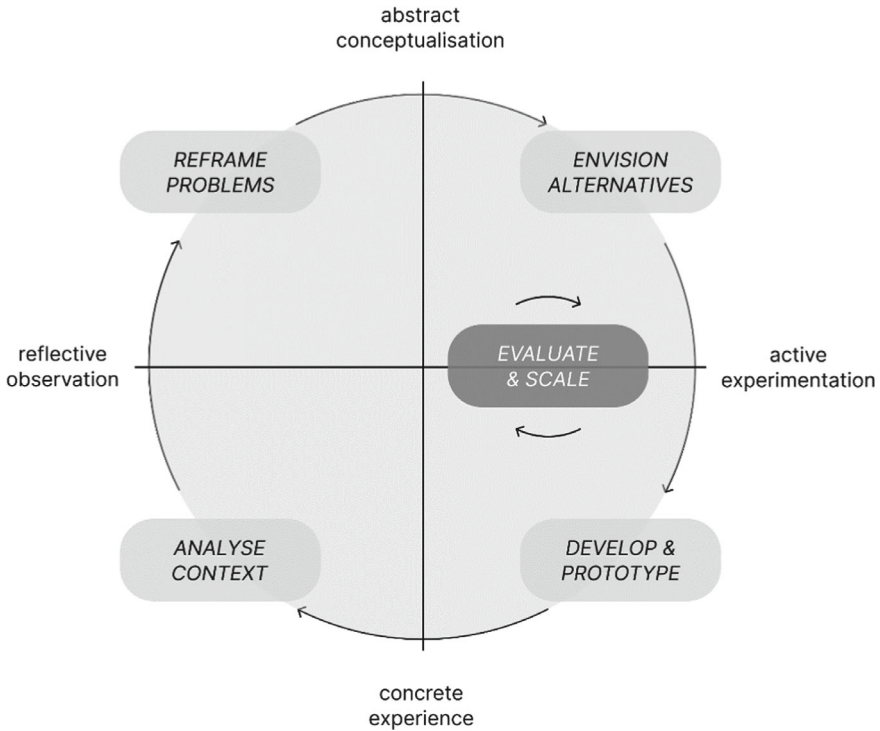 abstract
conceptualisation
REFRAME
PROBLEMS
ENVISION
ALTERNATIVES
reflective
observation
EVALUATE
& SCALE
active
experimentation
ANALYSE
CONTEXT
DEVELOP &
PROTOTYPE
concrete
experience